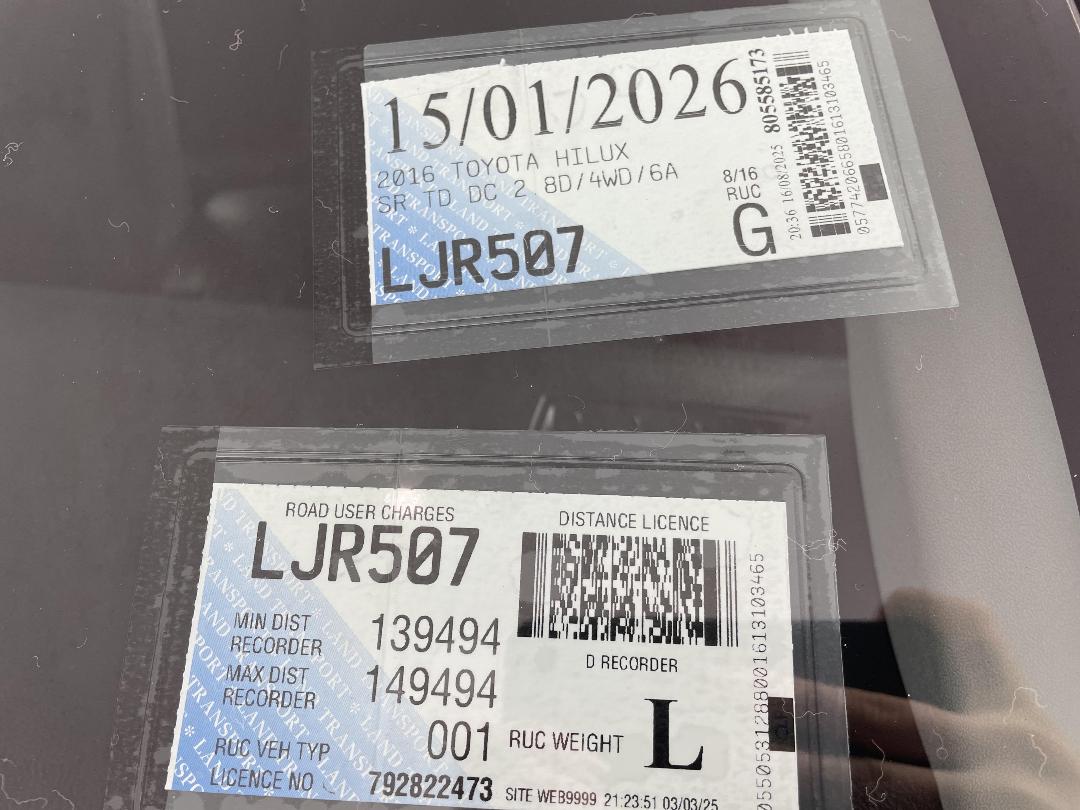 15/01/2026
2016 TOYOTA HILUX
SR TD DC 2 8D/4WD/6A
LJR507
8/16
RUC
G
20:36 16/08/2025 805585173
0577420665801613103465
ROAD USER CHARGES
LJR507
MIN DIST
RECORDER 139494
MAX DIST
RECORDER 149494
RUC VEH TYP 001
LICENCE NO 792822473
DISTANCE LICENCE
D RECORDER
RUC WEIGHT L
SITE WEB9999 21:23:51 03/03/25